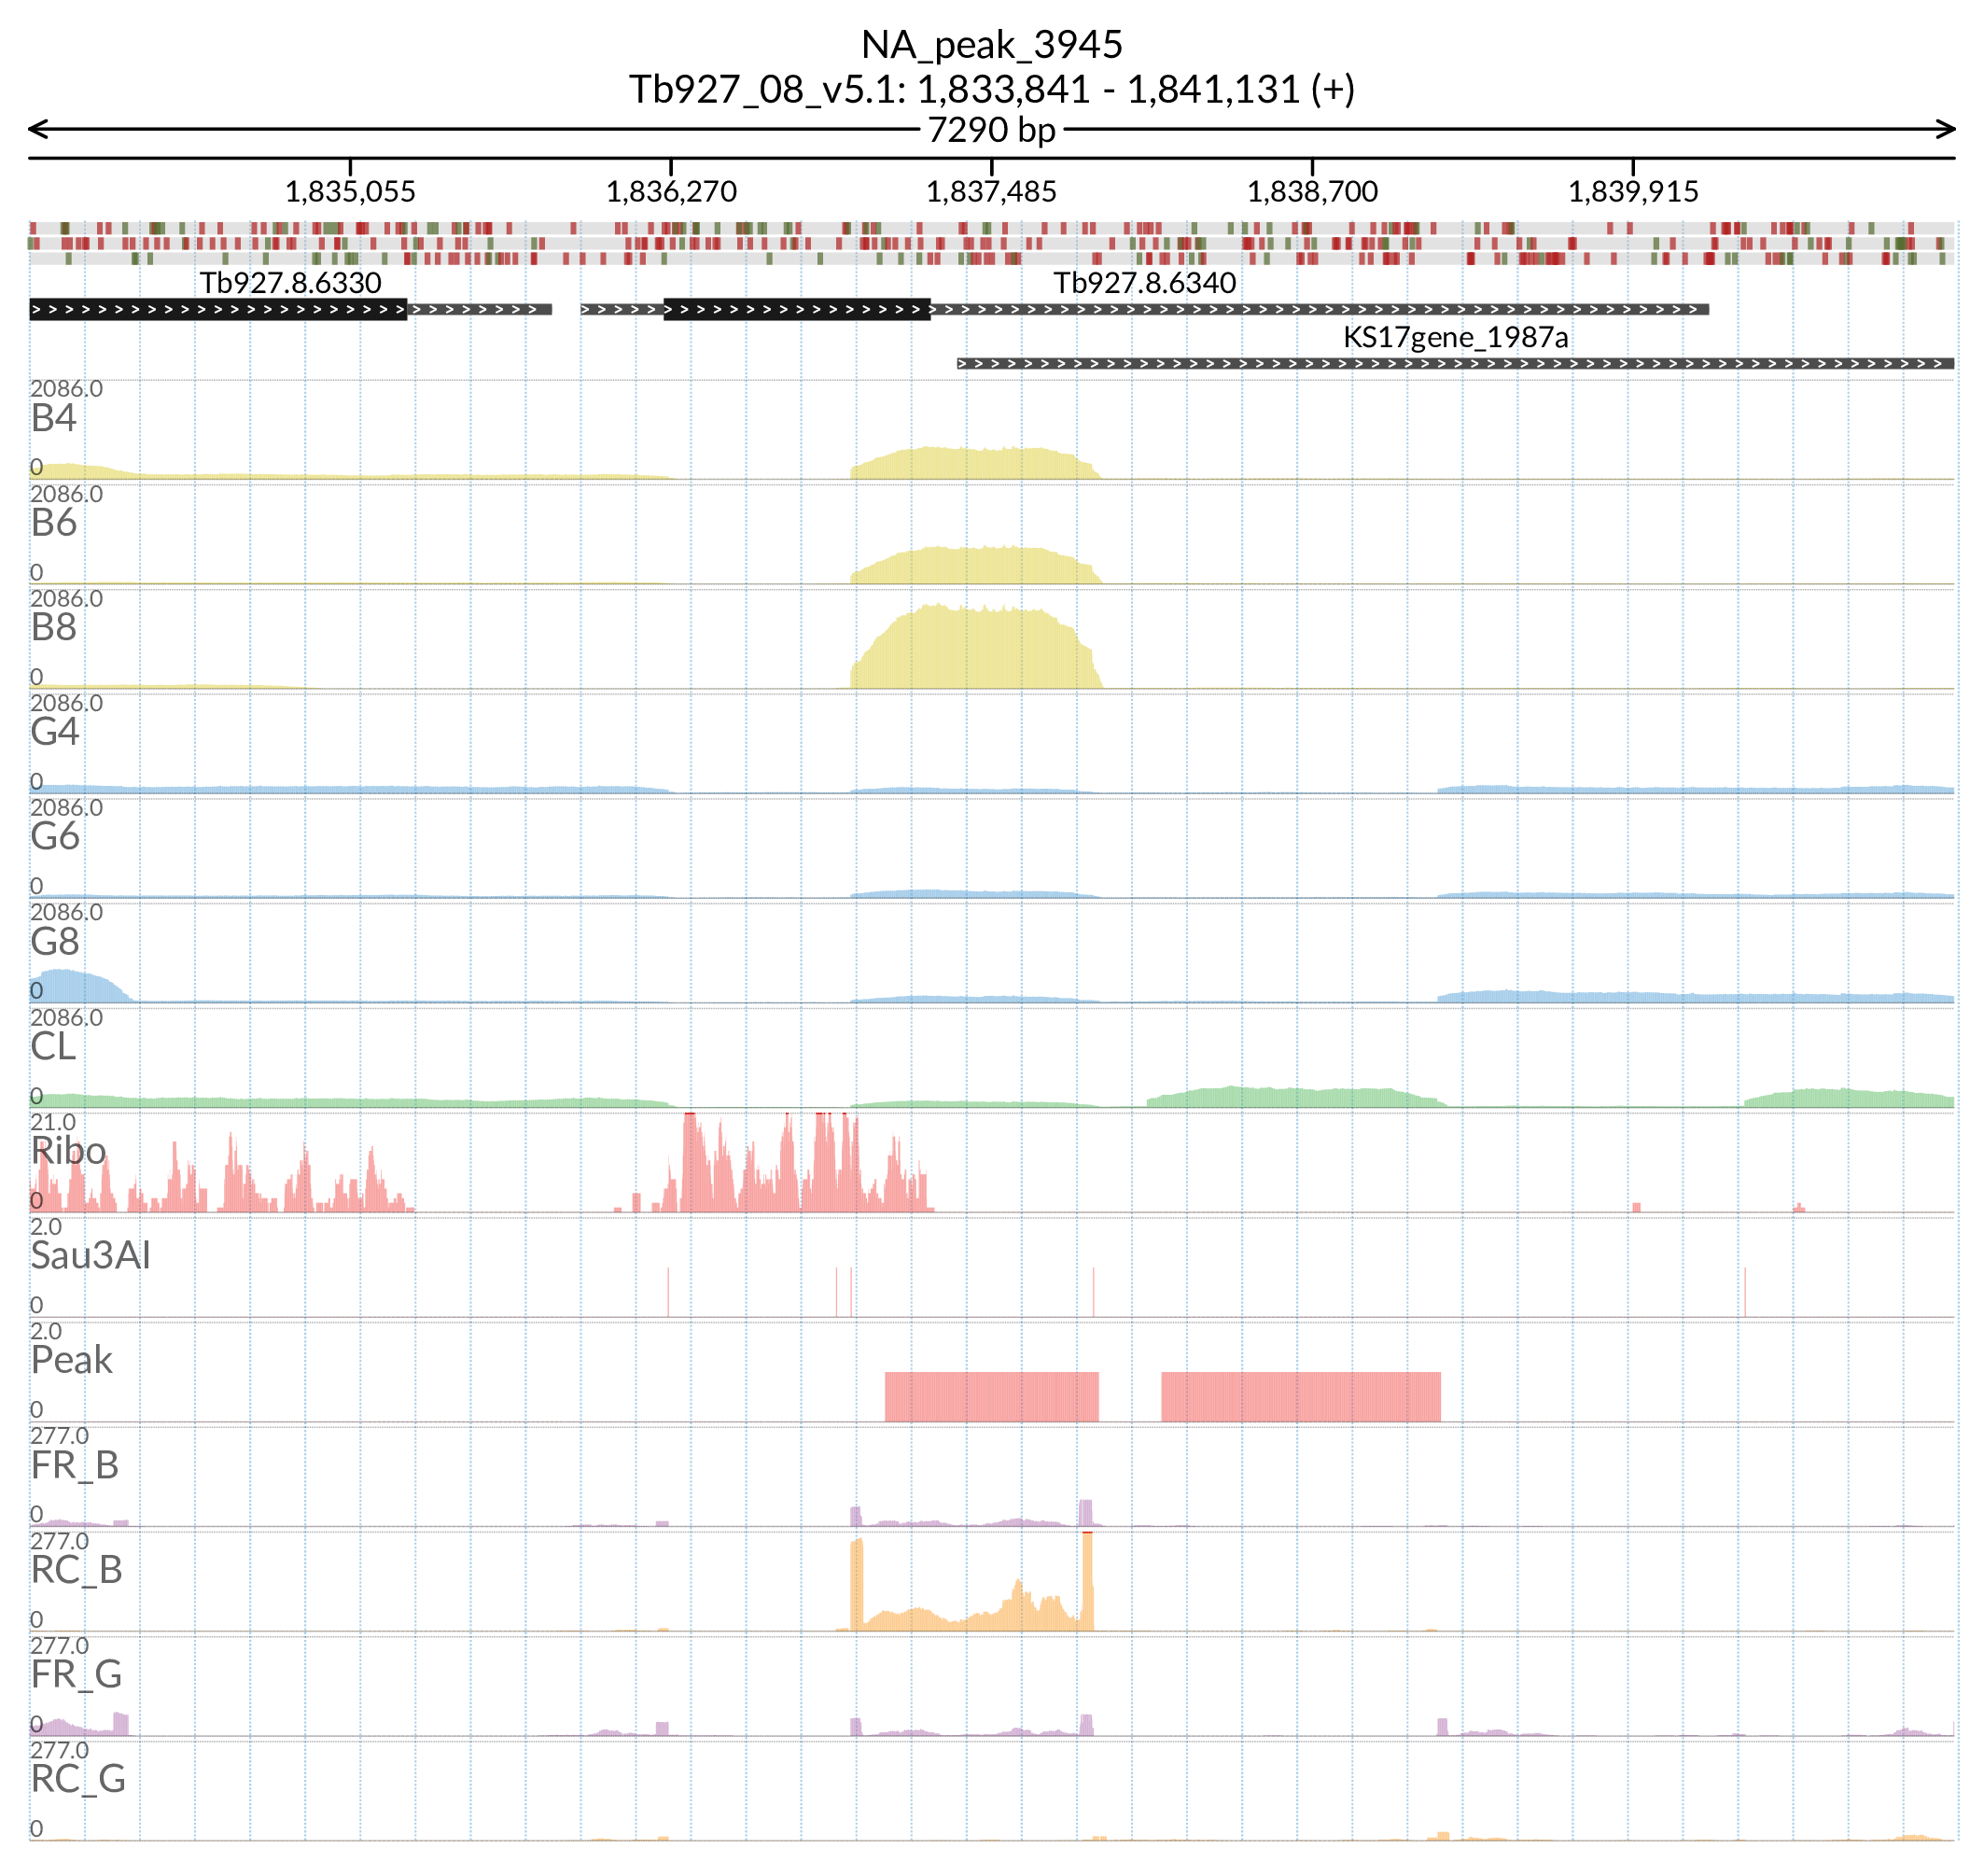 NA_peak_3945
Tb927_08_v5.1: 1,833,841 - 1,841,131 (+)
7290 bp
1,835,055 1,836,270 1,837,485 1,838,700 1,839,915
Tb927.8.6330 Tb927.8.6340
KS17gene_1987a
2086.0
B4
0
2086.0
B6
0
2086.0
B8
0
2086.0
G4
0
2086.0
G6
0
2086.0
G8
0
2086.0
CL
0
21.0
Ribo
0
2.0
Sau3AI
0
2.0
Peak
0
277.0
FR_B
0
277.0
RC_B
0
277.0
FR_G
0
277.0
RC_G
0